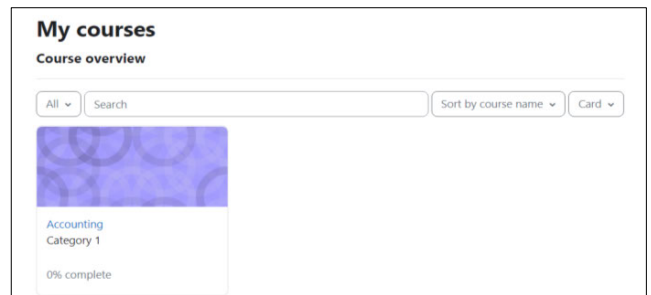 My courses
Course overview
All Search Sort by course name Card
Accounting
Category 1
0% complete